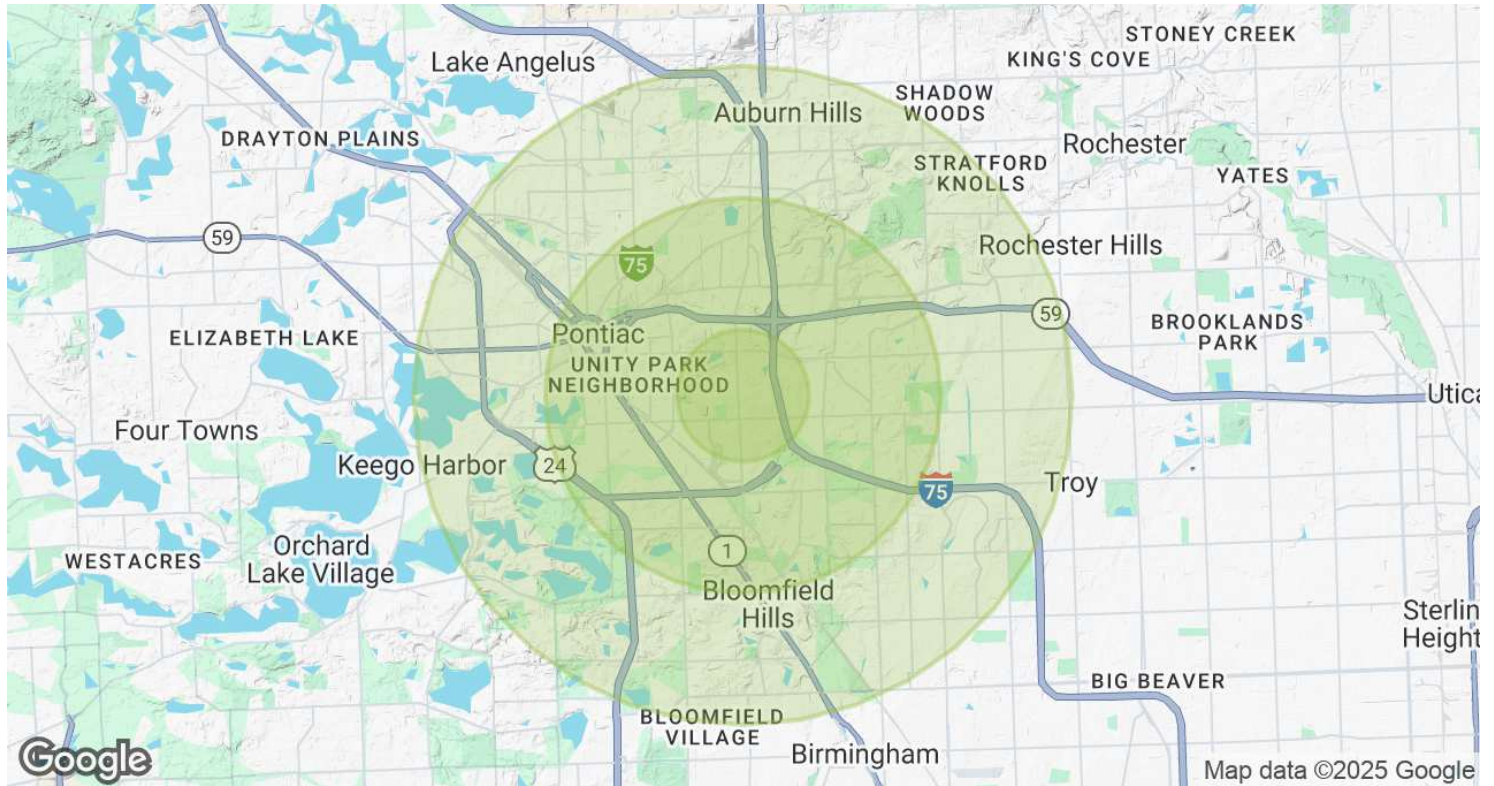 STONEY CREEK
KING'S COVE
Lake Angelus
SHADOW
WOODS
Auburn Hills
DRAYTON PLAINS
Rochester
STRATFORD
KNOLLS
YATES
59
Rochester Hills
75
59
BROOKLANDS
PARK
Pontiac
ELIZABETH LAKE
UNITY PARK
NEIGHBORHOOD
Utica
Four Towns
Keego Harbor
24
75
Troy
Orchard
Lake Village
WESTACRES
1
Bloomfield
Hills
Sterlin
Height
BIG BEAVER
BLOOMFIELD
VILLAGE
Birmingham
Google
Map data ©2025 Google